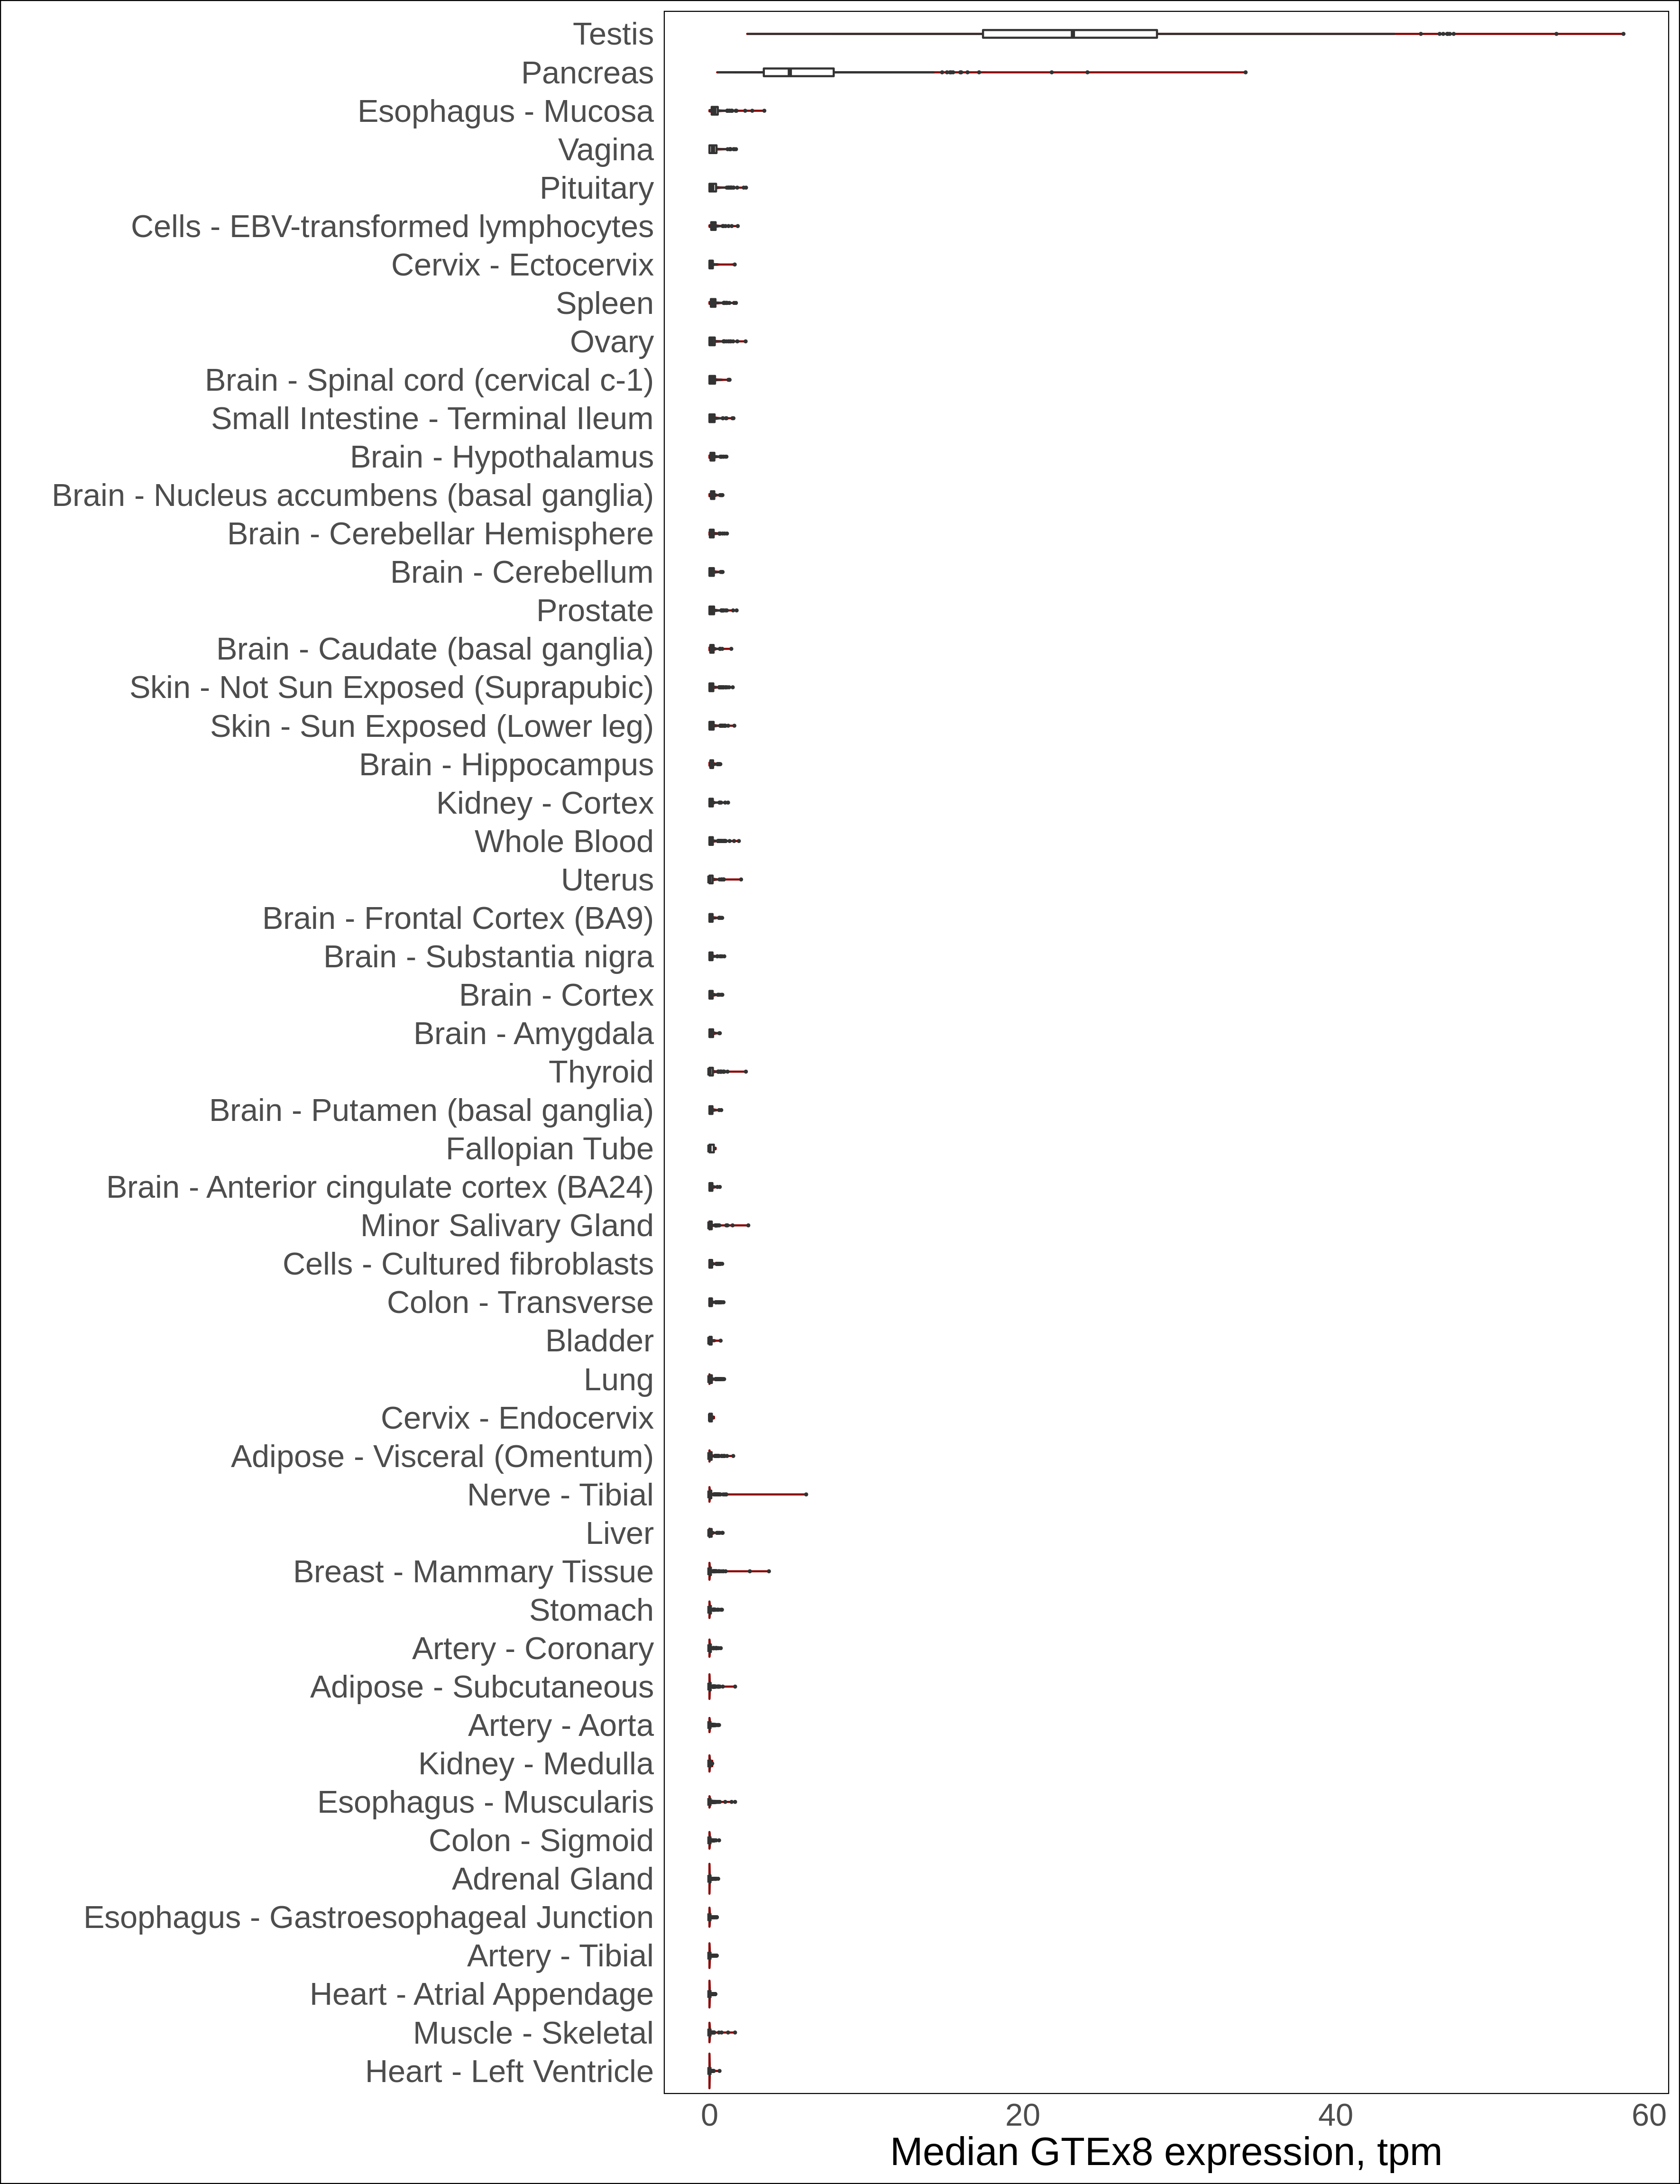 Testis
Pancreas
Esophagus - Mucosa
Vagina
Pituitary
Cells - EBV-transformed lymphocytes
Cervix - Ectocervix
Spleen
Ovary
Brain - Spinal cord (cervical c-1)
Small Intestine - Terminal Ileum
Brain - Hypothalamus
Brain - Nucleus accumbens (basal ganglia)
Brain - Cerebellar Hemisphere
Brain - Cerebellum
Prostate
Brain - Caudate (basal ganglia)
Skin - Not Sun Exposed (Suprapubic)
Skin - Sun Exposed (Lower leg)
Brain - Hippocampus
Kidney - Cortex
Whole Blood
Uterus
Brain - Frontal Cortex (BA9)
Brain - Substantia nigra
Brain - Cortex
Brain - Amygdala
Thyroid
Brain - Putamen (basal ganglia)
Fallopian Tube
Brain - Anterior cingulate cortex (BA24)
Minor Salivary Gland
Cells - Cultured fibroblasts
Colon - Transverse
Bladder
Lung
Cervix - Endocervix
Adipose - Visceral (Omentum)
Nerve - Tibial
Liver
Breast - Mammary Tissue
Stomach
Artery - Coronary
Adipose - Subcutaneous
Artery - Aorta
Kidney - Medulla
Esophagus - Muscularis
Colon - Sigmoid
Adrenal Gland
Esophagus - Gastroesophageal Junction
Artery - Tibial
Heart - Atrial Appendage
Muscle - Skeletal
Heart - Left Ventricle
0 20 40 60
Median GTEx8 expression, tpm